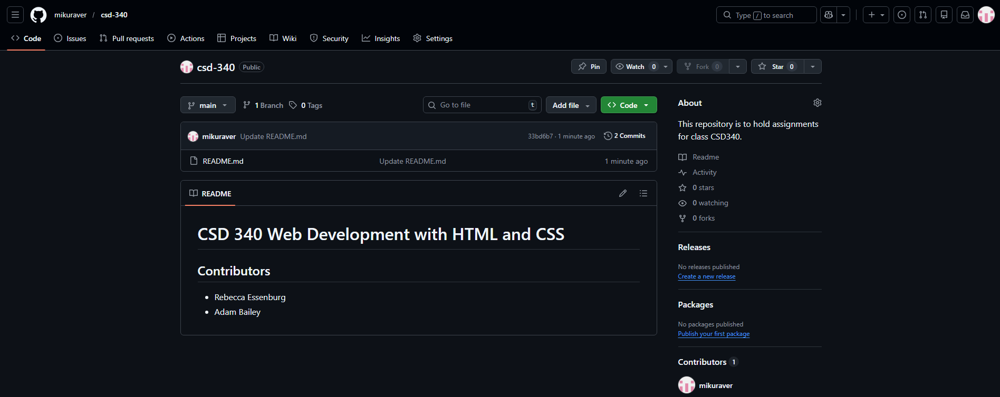 mikuraver / csd-340
Type / to search
Code Issues Pull requests Actions Projects Wiki Security Insights Settings
csd-340 Public
Pin Watch 0 Fork 0 Star 0
main 1 Branch 0 Tags Go to file t Add file Code
mikuraver Update README.md 33bd6b7 · 1 minute ago 2 Commits
README.md Update README.md 1 minute ago
README
CSD 340 Web Development with HTML and CSS
Contributors
• Rebecca Essenburg
• Adam Bailey
About
This repository is to hold assignments
for class CSD340.
Readme
Activity
0 stars
0 watching
0 forks
Releases
No releases published
Create a new release
Packages
No packages published
Publish your first package
Contributors 1
mikuraver